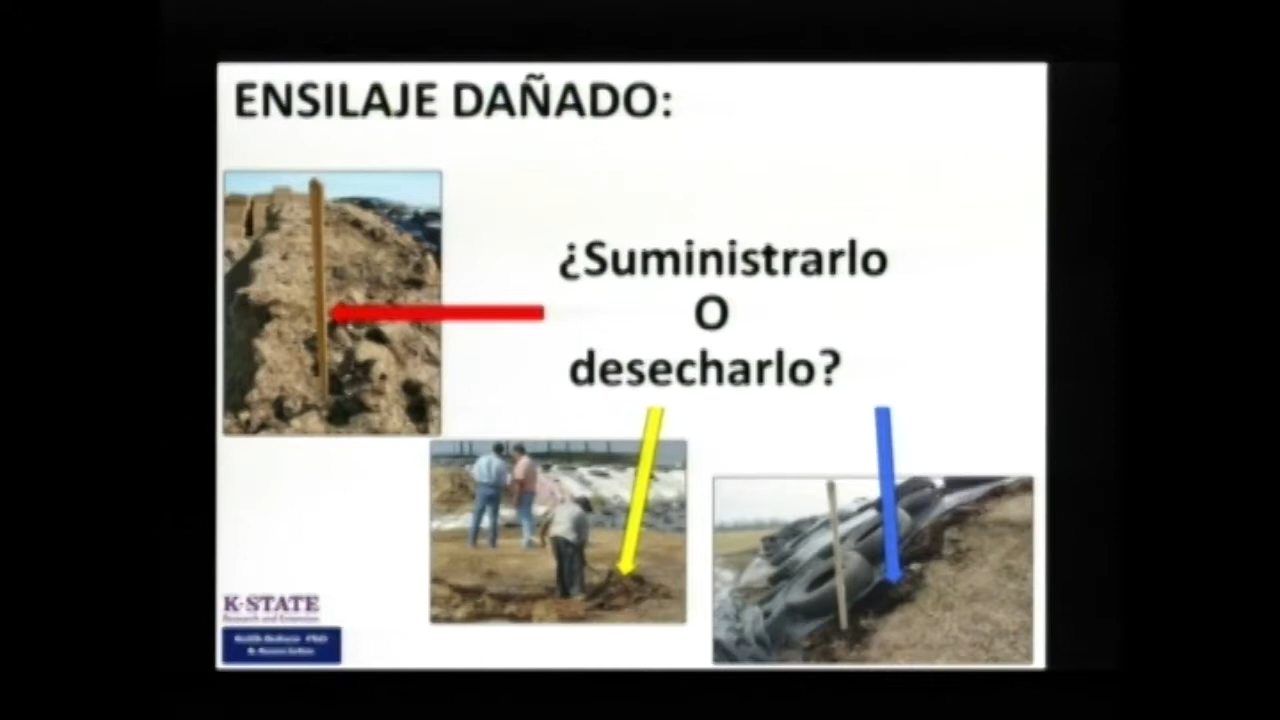 ENSILAJE DAÑADO:
¿Suministrarlo
O
desecharlo?
K-STATE
Research and Extension